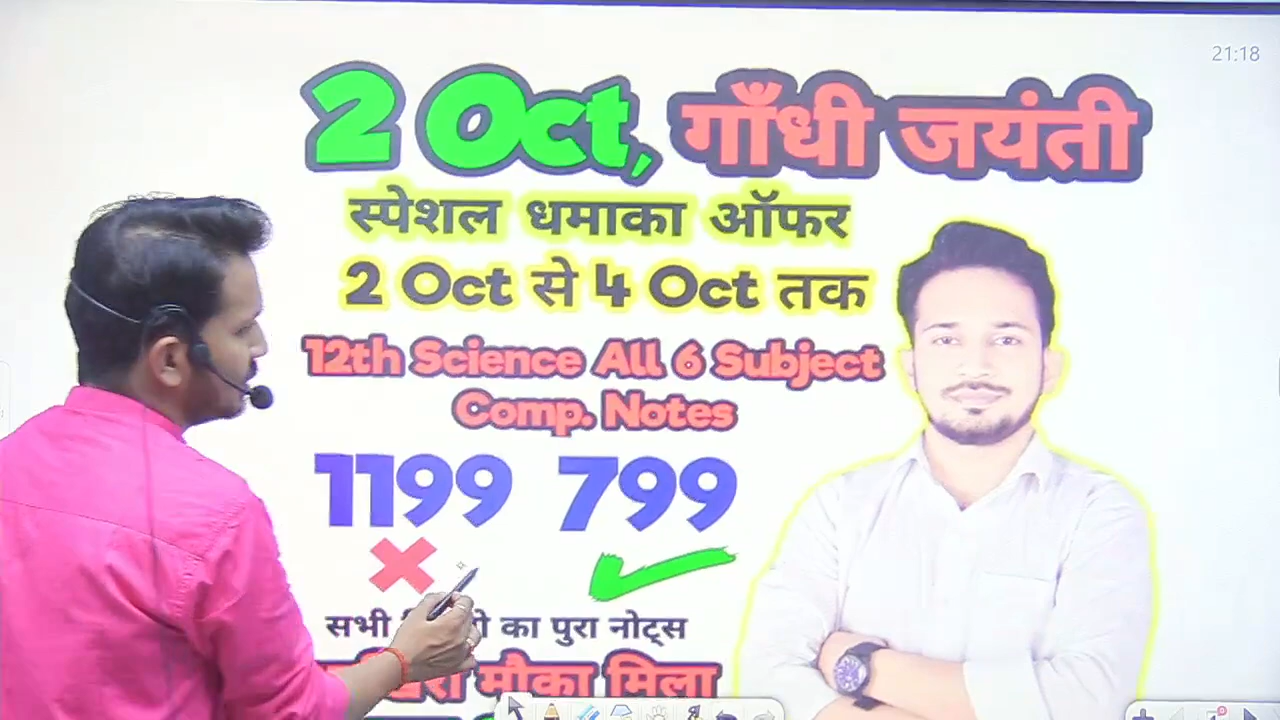 21:18
2 Oct, गाँधी जयंती
स्पेशल धमाका ऑफर
2 Oct से 4 Oct तक
12th Science All 6 Subject
Comp. Notes
1199 799
सभी का पुरा नोट्स
मौका मिला